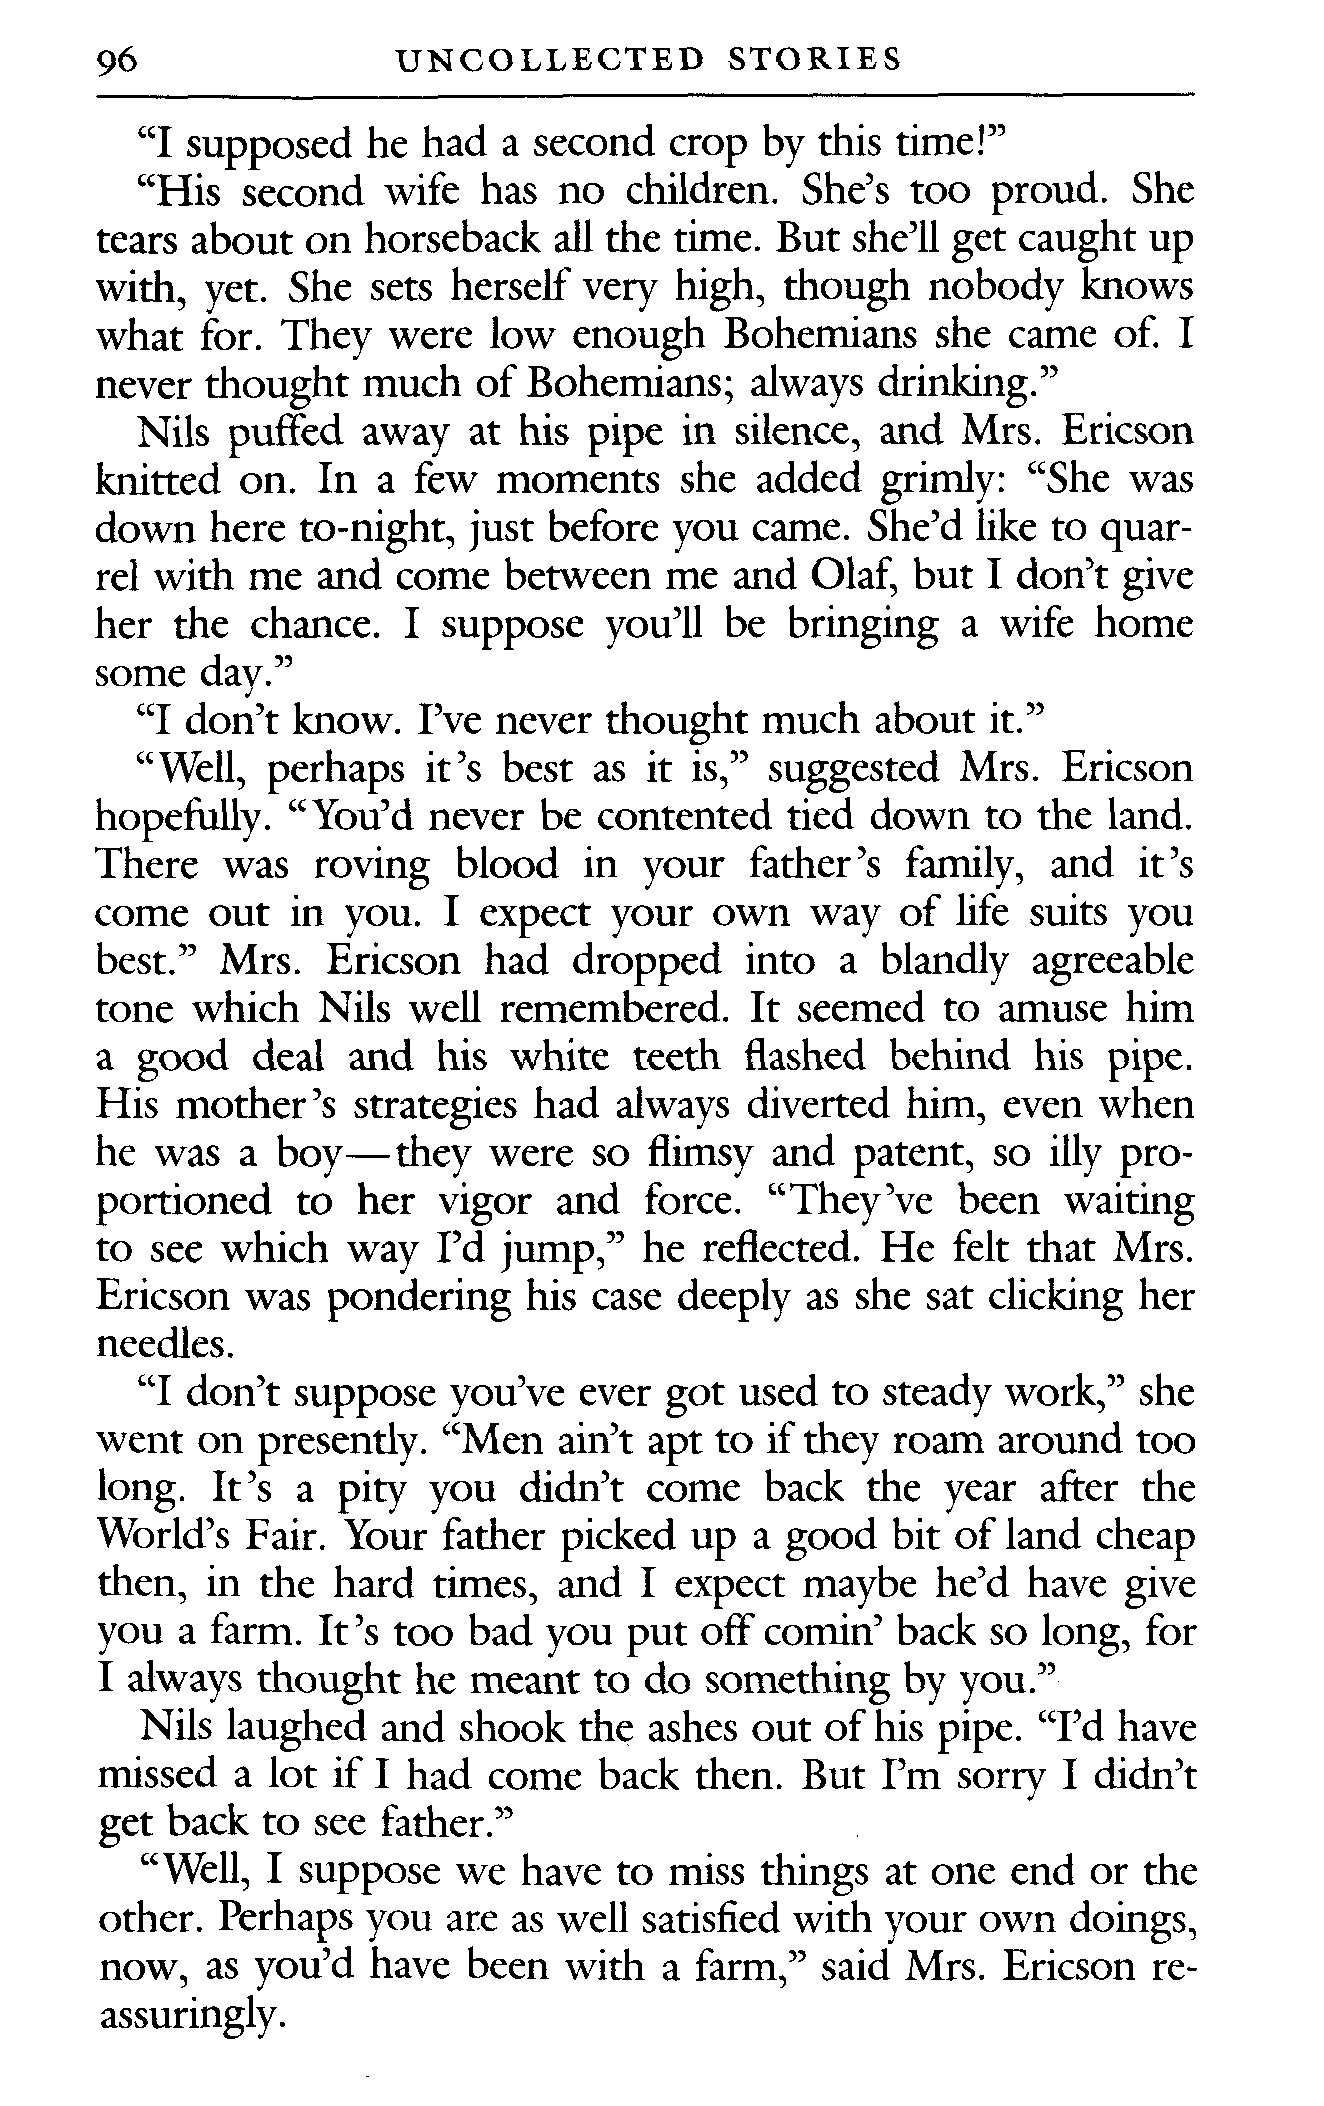 96 UNCOLLECTED STORIES
“I supposed he had a second crop by this time!”
“His second wife has no children. She’s too proud. She
tears about on horseback all the time. But she’ll get caught up
with, yet. She sets herself very high, though nobody knows
what for. They were low enough Bohemians she came of. I
never thought much of Bohemians; always drinking.”
Nils puffed away at his pipe in silence, and Mrs. Ericson
knitted on. In a few moments she added grimly: “She was
down here to-night, just before you came. She’d like to quar-
rel with me and come between me and Olaf, but I don’t give
her the chance. I suppose you’ll be bringing a wife home
some day.”
“I don’t know. I’ve never thought much about it.”
“Well, perhaps it’s best as it is,” suggested Mrs. Ericson
hopefully. “You’d never be contented tied down to the land.
There was roving blood in your father’s family, and it’s
come out in you. I expect your own way of life suits you
best.” Mrs. Ericson had dropped into a blandly agreeable
tone which Nils well remembered. It seemed to amuse him
a good deal and his white teeth flashed behind his pipe.
His mother’s strategies had always diverted him, even when
he was a boy—they were so flimsy and patent, so illy pro-
portioned to her vigor and force. “They’ve been waiting
to see which way I’d jump,” he reflected. He felt that Mrs.
Ericson was pondering his case deeply as she sat clicking her
needles.
“I don’t suppose you’ve ever got used to steady work,” she
went on presently. “Men ain’t apt to if they roam around too
long. It’s a pity you didn’t come back the year after the
World’s Fair. Your father picked up a good bit of land cheap
then, in the hard times, and I expect maybe he’d have give
you a farm. It’s too bad you put off comin’ back so long, for
I always thought he meant to do something by you.”
Nils laughed and shook the ashes out of his pipe. “I’d have
missed a lot if I had come back then. But I’m sorry I didn’t
get back to see father.”
“Well, I suppose we have to miss things at one end or the
other. Perhaps you are as well satisfied with your own doings,
now, as you’d have been with a farm,” said Mrs. Ericson re-
assuringly.